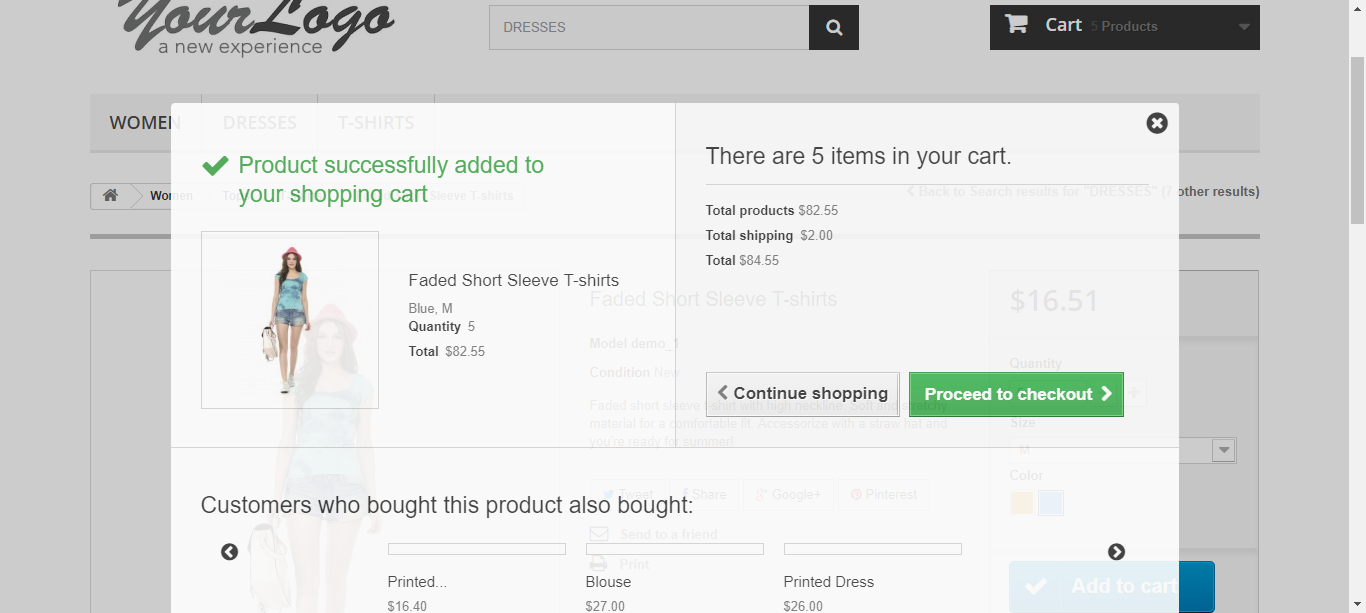 YourLogo
a new experience
DRESSES
Cart 5 Products
WOMEN
DRESSES
T-SHIRTS
Product successfully added to
your shopping cart
There are 5 items in your cart.
Women
Sleeve T-shirts
Back to Search results for "DRESSES" (7 other results)
Total products $82.55
Total shipping $2.00
Total $84.55
Faded Short Sleeve T-shirts
Blue, M
Quantity 5
Total $82.55
Faded Short Sleeve T-shirts
$16.51
Model demo_1
Condition New
Quantity
Continue shopping
Proceed to checkout
Faded short sleeve t-shirt with high neckline. Soft and stretchy
material for a comfortable fit. Accessorize with a straw hat and
you're ready for summer!
Size
M
Color
Tweet
Share
Google+
Pinterest
Customers who bought this product also bought:
Send to a friend
Print
Printed...
$16.40
Blouse
$27.00
Printed Dress
$26.00
Add to cart